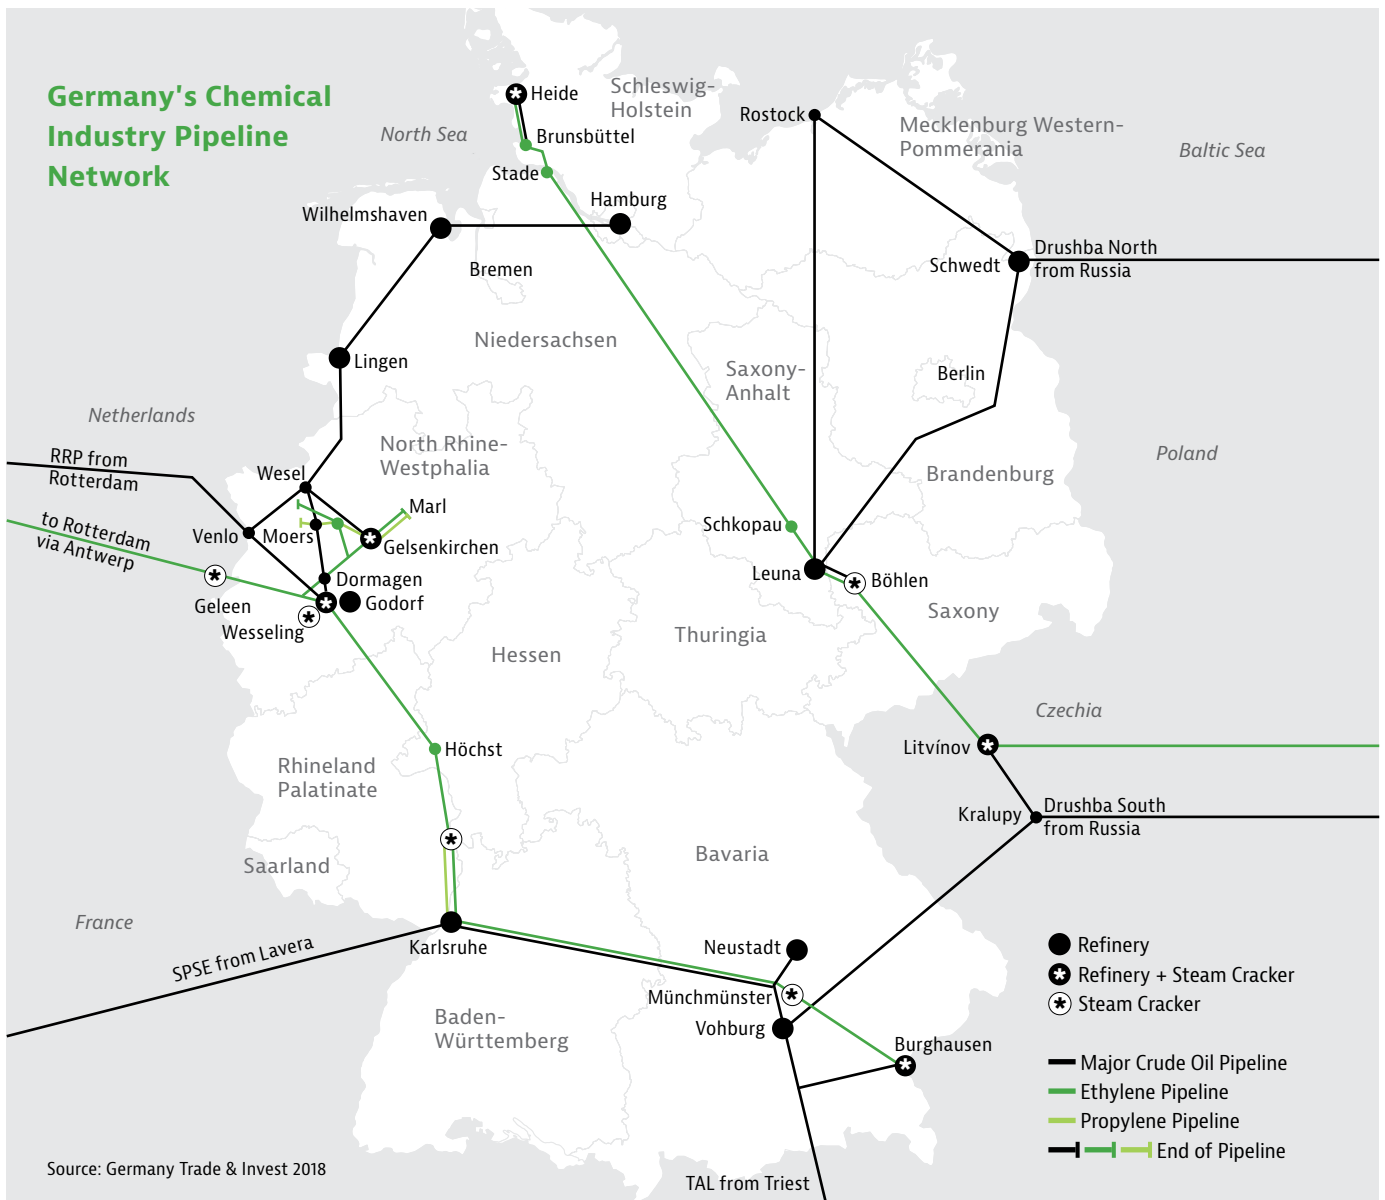 Germany's Chemical
Industry Pipeline
Network
North Sea
Heide
Schleswig-
Holstein
Brunsbüttel
Stade
Rostock
Mecklenburg Western-
Pommerania
Baltic Sea
Wilhelmshaven
Hamburg
Bremen
Schwedt
Drushba North
from Russia
Niedersachsen
Lingen
Saxony-
Anhalt
Berlin
Netherlands
North Rhine-
Westphalia
Poland
RRP from
Rotterdam
Wesel
Brandenburg
Marl
to Rotterdam
via Antwerp
Venlo
Moers
Gelsenkirchen
Schkopau
Leuna
Böhlen
Dormagen
Godorf
Geleen
Wesseling
Saxony
Thuringia
Hessen
Czechia
Litvínov
Höchst
Rhineland
Palatinate
Kralupy
Drushba South
from Russia
Saarland
Bavaria
France
SPSE from Lavera
Karlsruhe
Neustadt
Münchmünster
Vohburg
Baden-
Württemberg
Burghausen
Refinery
Refinery + Steam Cracker
Steam Cracker
Major Crude Oil Pipeline
Ethylene Pipeline
Propylene Pipeline
End of Pipeline
Source: Germany Trade & Invest 2018
TAL from Triest